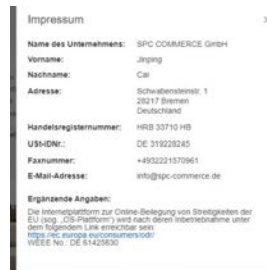 Impressum
Name des Unternehmens: SPC COMMERCE GmbH
Vorname: Jinping
Nachname: Cai
Adresse: Schwabensteinstr. 1
28217 Bremen
Deutschland
Handelsregisternummer: HRB 33710 HB
USt-IDNr.: DE 319228245
Faxnummer: +4932221570961
E-Mail-Adresse: info@spc-commerce.de
Ergänzende Angaben:
Die Internetplattform zur Online-Beilegung von Streitigkeiten der
EU (sog. „OS-Plattform") wird nach deren Inbetriebnahme unter
dem folgendem Link erreichbar sein:
https://ec.europa.eu/consumers/odr/
WEEE No.: DE 61425830